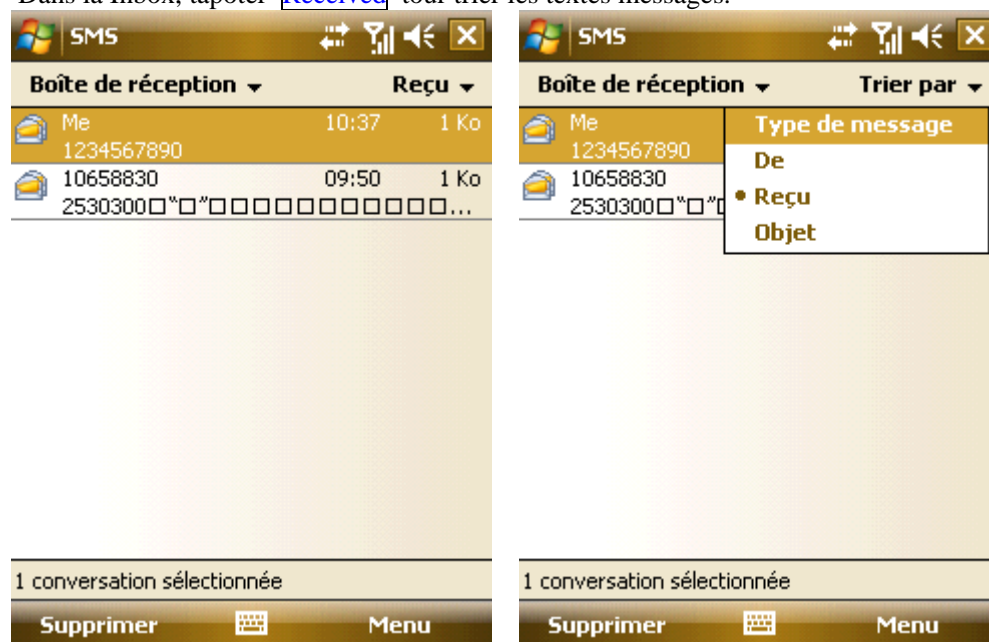 Dans la Inbox, tapoter "Received" tout trier les textes messages.
SMS
Boîte de réception Reçu
Me 10:37 1 Ko
1234567890
10658830 09:50 1 Ko
2530300□"□"□□□□□□□□□□□...
1 conversation sélectionnée
Supprimer Menu
SMS
Boîte de réception Trier par
Me
1234567890
10658830
2530300□"□"
Type de message
De
• Reçu
Objet
1 conversation sélectionnée
Supprimer Menu